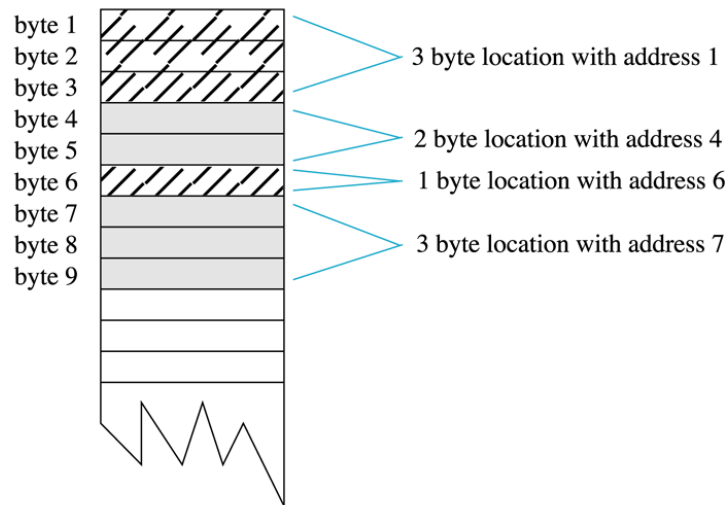 byte 1
byte 2
3 byte location with address 1
byte 3
byte 4
2 byte location with address 4
byte 5
byte 6
1 byte location with address 6
byte 7
byte 8
3 byte location with address 7
byte 9